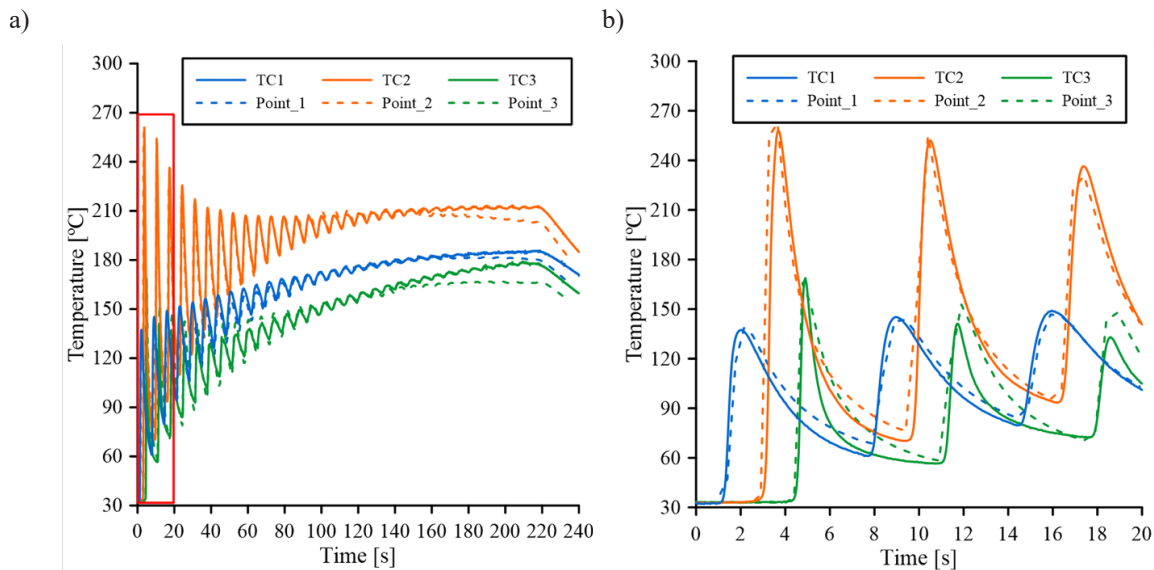 a)
300
270
240
210
180
150
120
90
60
30
Temperature [ºC]
TC1 TC2 TC3
Point_1 Point_2 Point_3
0 20 40 60 80 100 120 140 160 180 200 220 240
Time [s]
b)
300
270
240
210
180
150
120
90
60
30
Temperature [ºC]
TC1 TC2 TC3
Point_1 Point_2 Point_3
0 2 4 6 8 10 12 14 16 18 20
Time [s]